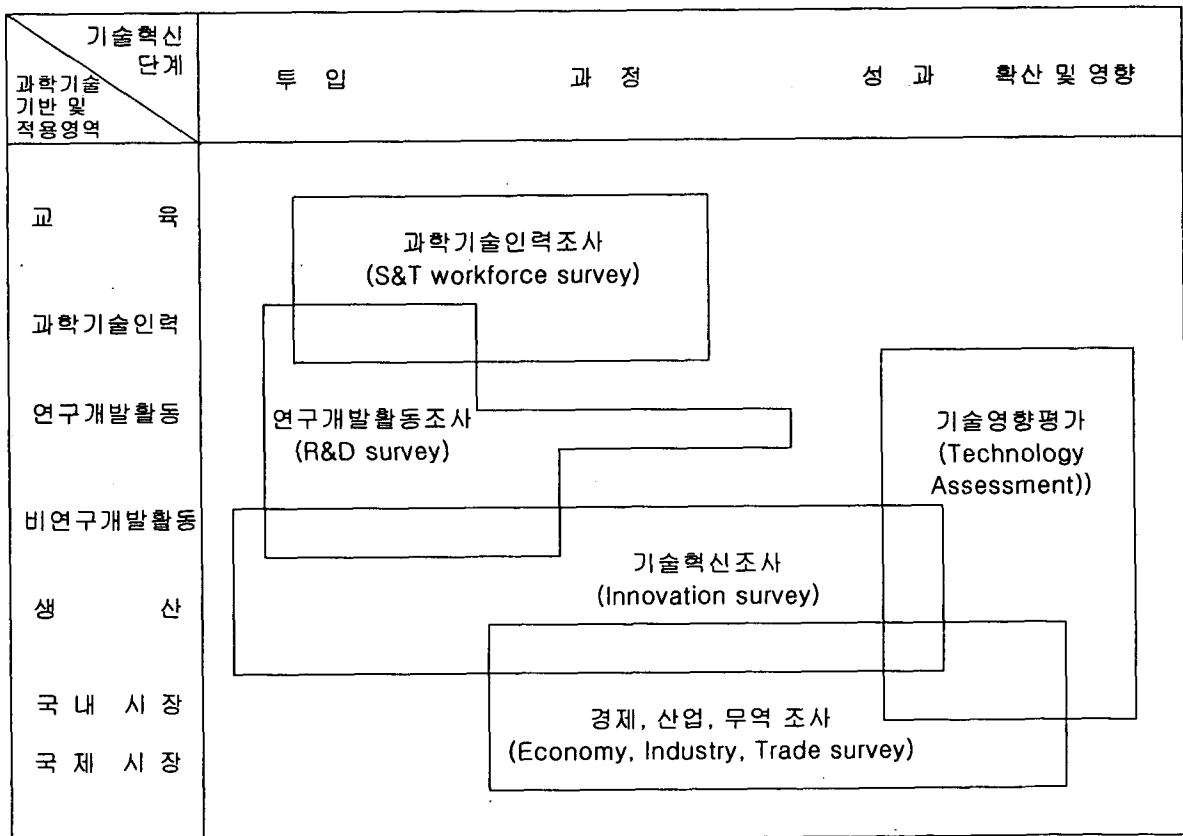 기술혁신
단계
과학기술
기반 및
적용영역
투 입 과 정 성 과 확산 및 영향
교 육
과학기술인력조사
(S&T workforce survey)
과학기술인력
연구개발활동
연구개발활동조사
(R&D survey)
기술영향평가
(Technology
Assessment))
비연구개발활동
기술혁신조사
(Innovation survey)
생 산
국 내 시 장
경제, 산업, 무역 조사
(Economy, Industry, Trade survey)
국 제 시 장